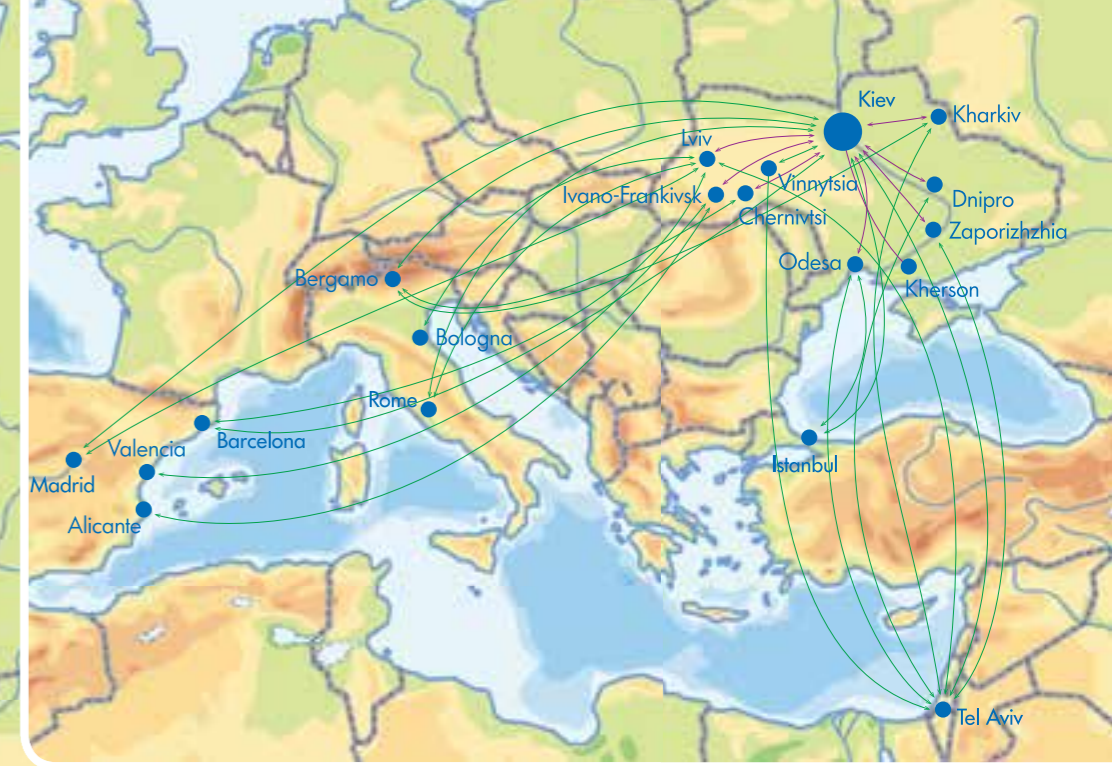 Kiev
Kharkiv
Lviv
Vinnytsia
Ivano-Frankivsk
Dnipro
Chernivtsi
Zaporizhzhia
Odesa
Bergamo
Kherson
Bologna
Rome
Barcelona
Valencia
Istanbul
Madrid
Alicante
Tel Aviv